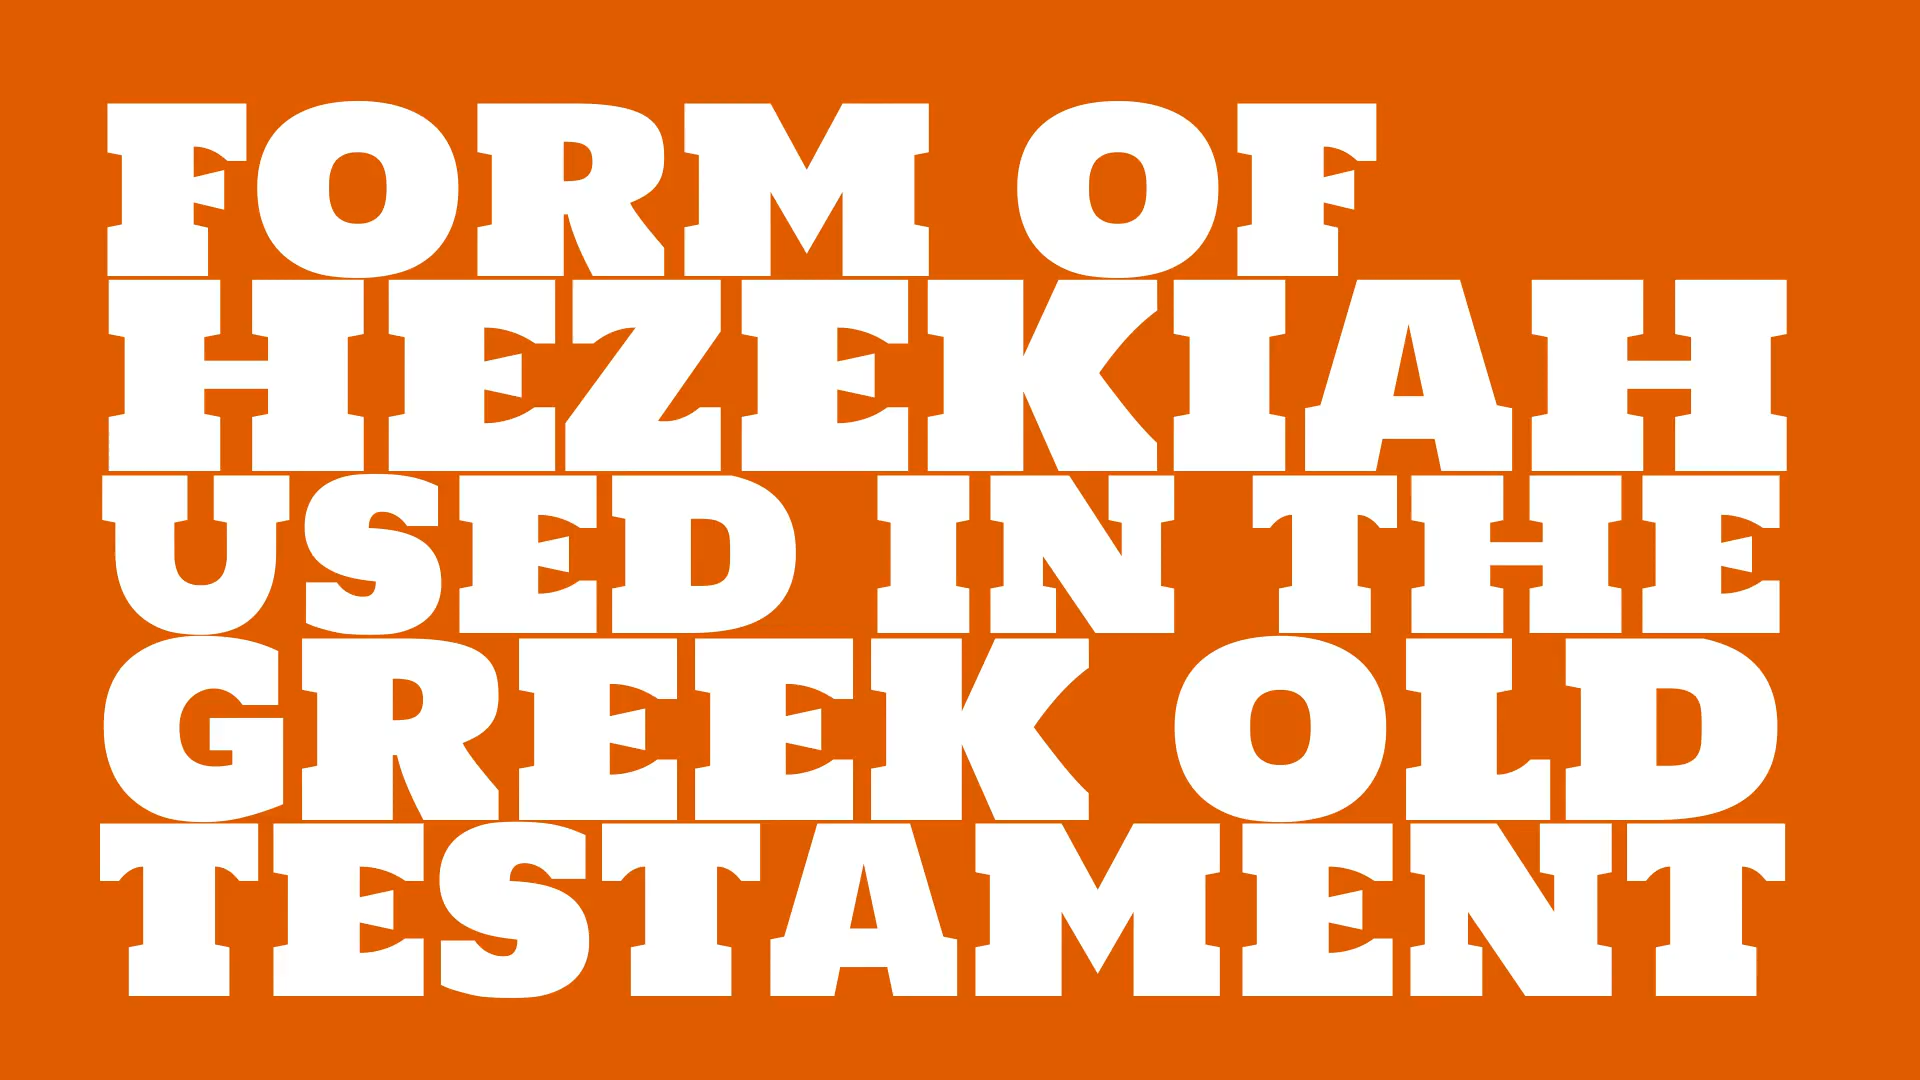 FORM OF
HEZEKIAH
USED IN THE
GREEK OLD
TESTAMENT